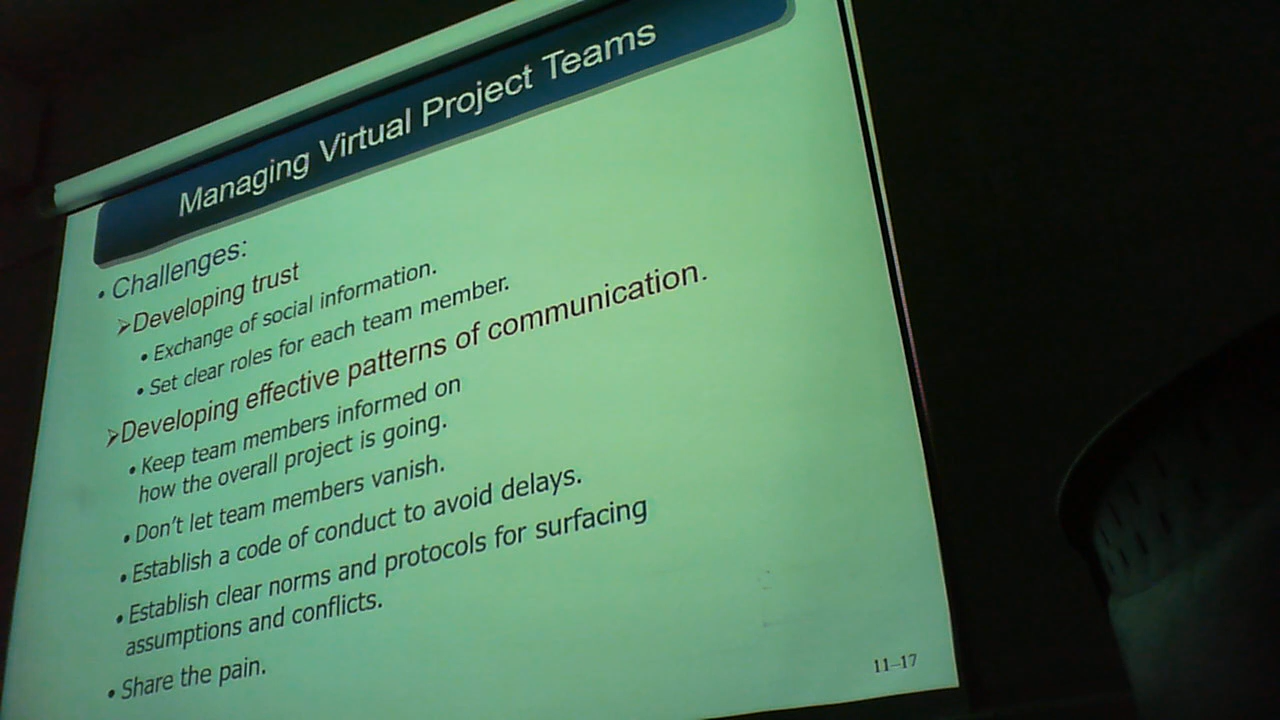 Managing Virtual Project Teams
• Challenges:
➢Developing trust
• Exchange of social information.
• Set clear roles for each team member.
➢Developing effective patterns of communication.
• Keep team members informed on
how the overall project is going.
• Don't let team members vanish.
• Establish a code of conduct to avoid delays.
• Establish clear norms and protocols for surfacing
assumptions and conflicts.
• Share the pain.
11–17